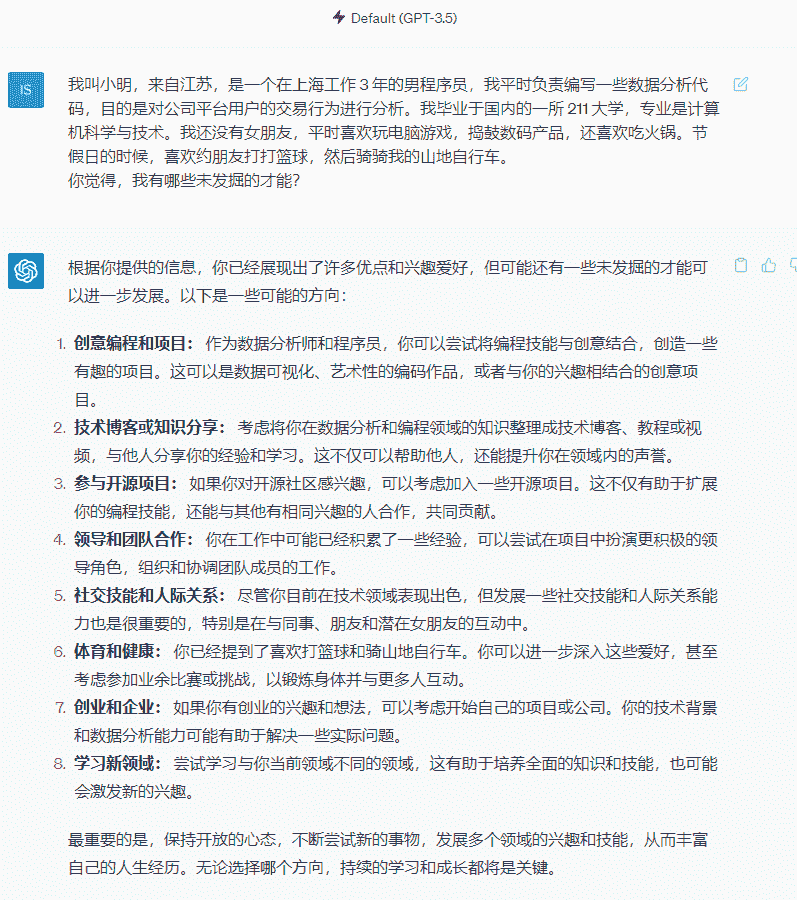 Default (GPT-3.5)
IS
我叫小明，来自江苏，是一个在上海工作 3 年的男程序员，我平时负责编写一些数据分析代
码，目的是对公司平台用户的交易行为进行分析。我毕业于国内的一所 211 大学，专业是计算
机科学与技术。我还没有女朋友，平时喜欢玩电脑游戏，捣鼓数码产品，还喜欢吃火锅。节
假日的时候，喜欢约朋友打打篮球，然后骑骑我的山地自行车。
你觉得，我有哪些未发掘的才能？
根据你提供的信息，你已经展现出了许多优点和兴趣爱好，但可能还有一些未发掘的才能可
以进一步发展。以下是一些可能的方向：
1. 创意编程和项目： 作为数据分析师和程序员，你可以尝试将编程技能与创意结合，创造一些
有趣的项目。这可以是数据可视化、艺术性的编码作品，或者与你的兴趣相结合的创意项
目。
2. 技术博客或知识分享： 考虑将你在数据分析和编程领域的知识整理成技术博客、教程或视
频，与他人分享你的经验和学习。这不仅可以帮助他人，还能提升你在领域内的声誉。
3. 参与开源项目： 如果你对开源社区感兴趣，可以考虑加入一些开源项目。这不仅有助于扩展
你的编程技能，还能与其他有相同兴趣的人合作，共同贡献。
4. 领导和团队合作： 你在工作中可能已经积累了一些经验，可以尝试在项目中扮演更积极的领
导角色，组织和协调团队成员的工作。
5. 社交技能和人际关系： 尽管你目前在技术领域表现出色，但发展一些社交技能和人际关系能
力也是很重要的，特别是在与同事、朋友和潜在女朋友的互动中。
6. 体育和健康： 你已经提到了喜欢打篮球和骑山地自行车。你可以进一步深入这些爱好，甚至
考虑参加业余比赛或挑战，以锻炼身体并与更多人互动。
7. 创业和企业： 如果你有创业的兴趣和想法，可以考虑开始自己的项目或公司。你的技术背景
和数据分析能力可能有助于解决一些实际问题。
8. 学习新领域： 尝试学习与你当前领域不同的领域，这有助于培养全面的知识和技能，也可能
会激发新的兴趣。
最重要的是，保持开放的心态，不断尝试新的事物，发展多个领域的兴趣和技能，从而丰富
自己的人生经历。无论选择哪个方向，持续的学习和成长都将是关键。